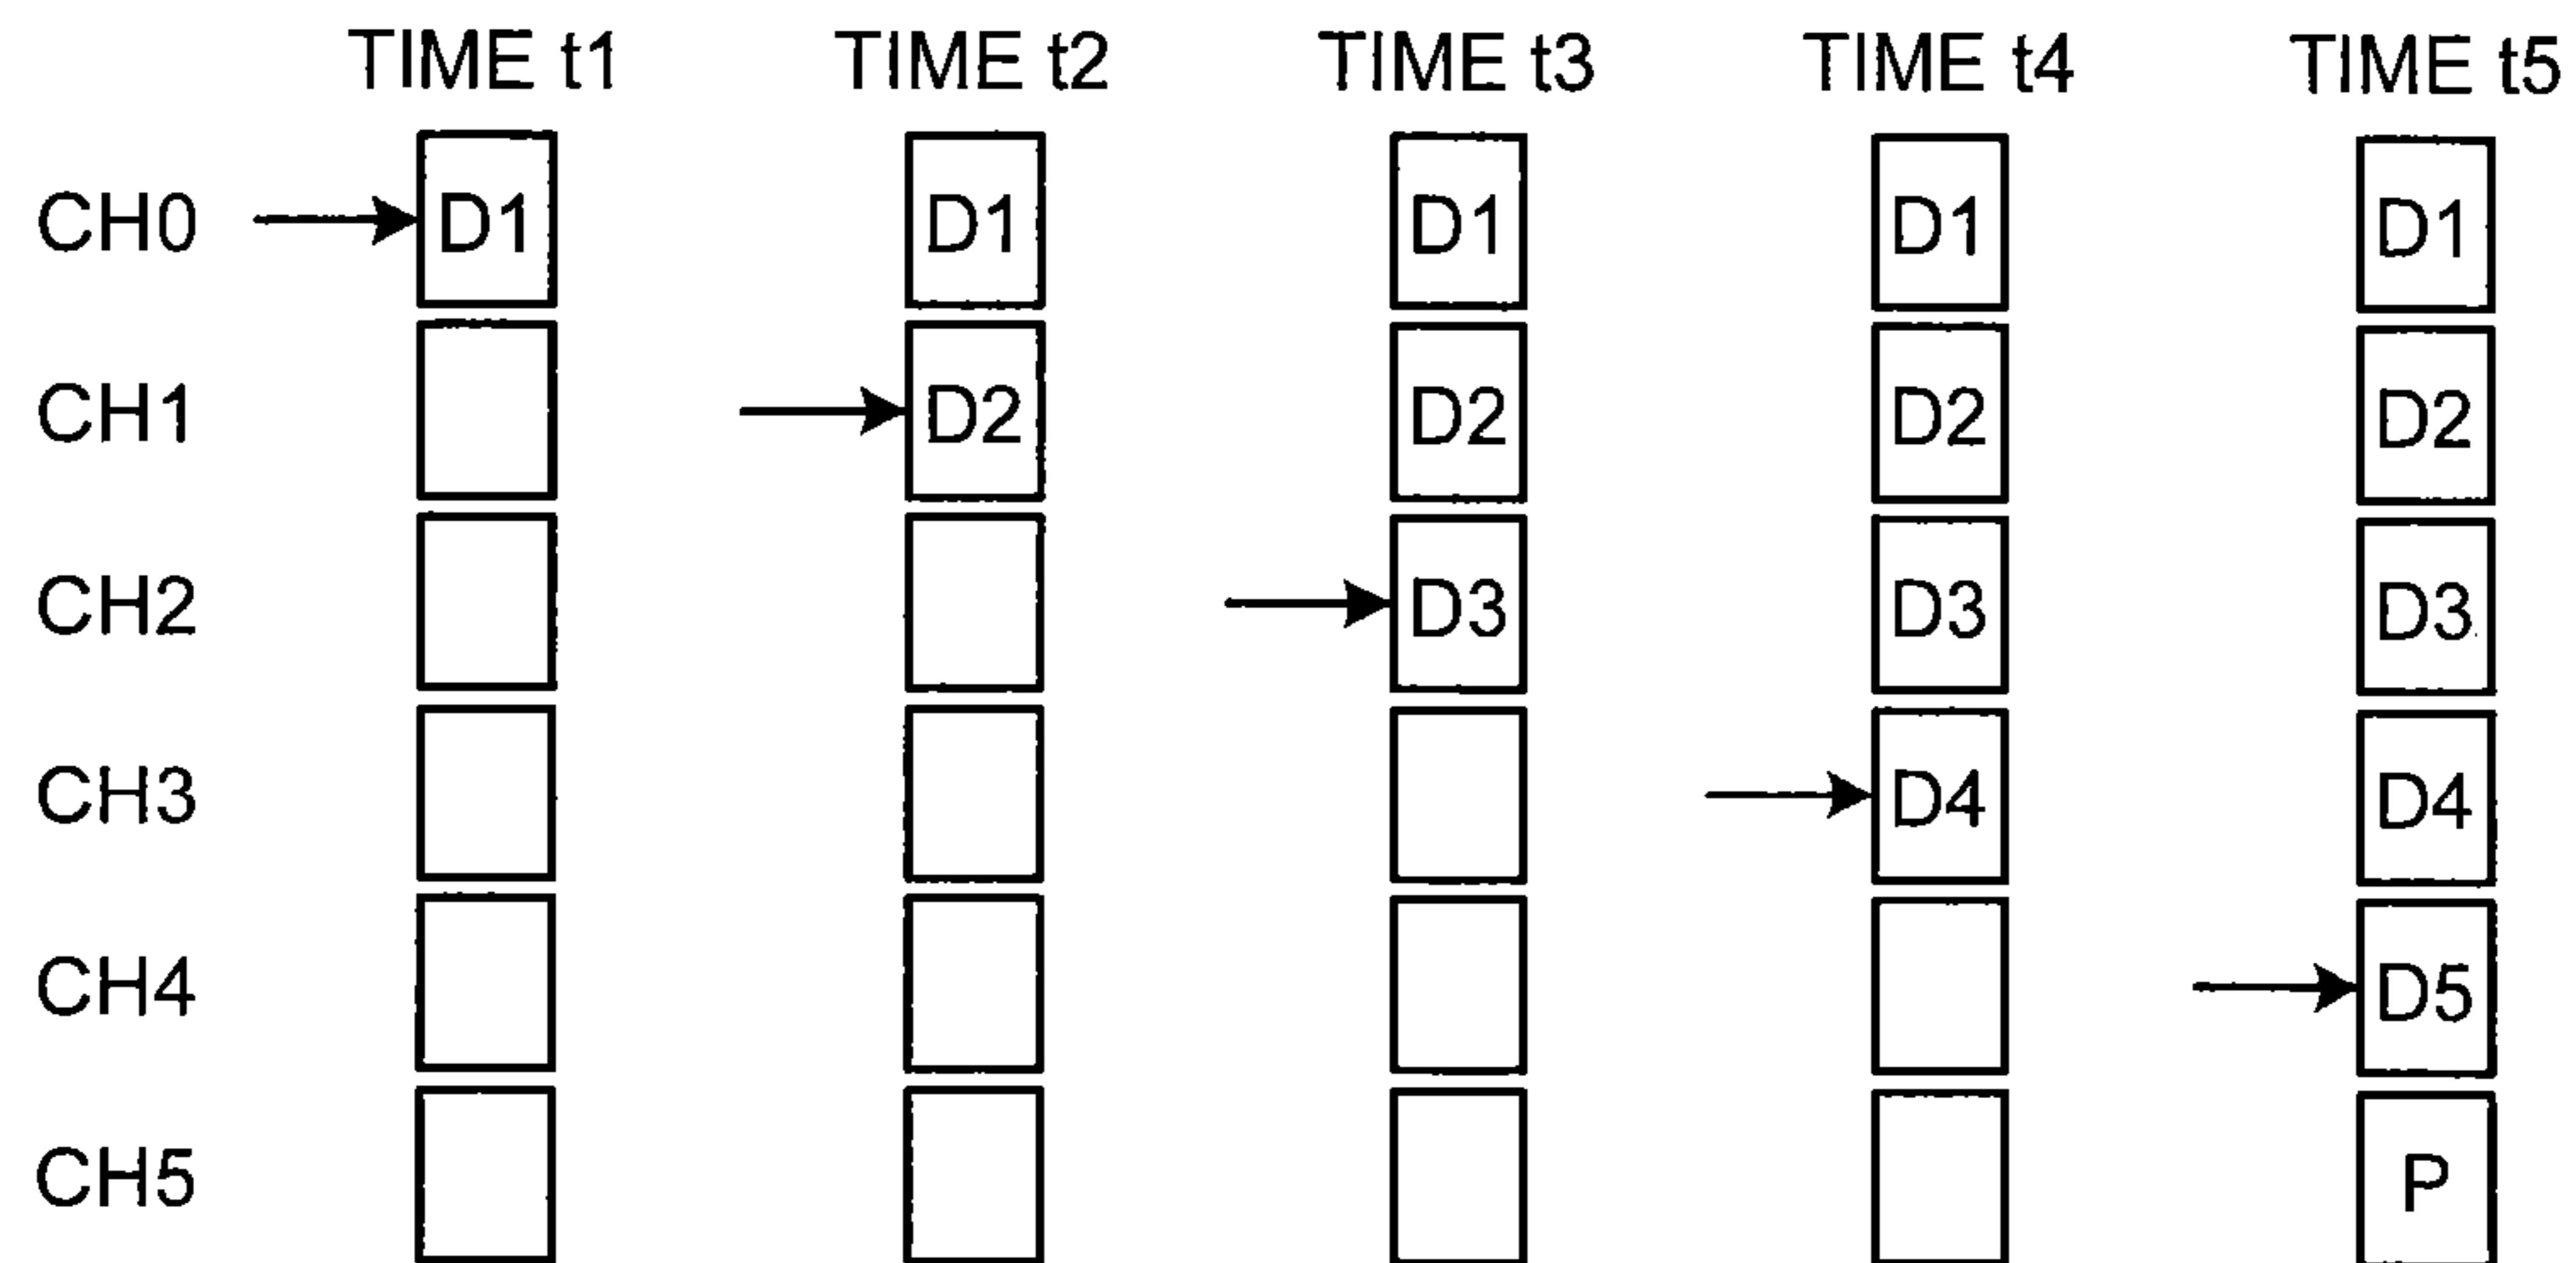 TIME t1 TIME t2 TIME t3 TIME t4 TIME t5
CH0 D1 D1 D1 D1 D1
CH1 D2 D2 D2 D2
CH2 D3 D3 D3
CH3 D4 D4
CH4 D5
CH5 P